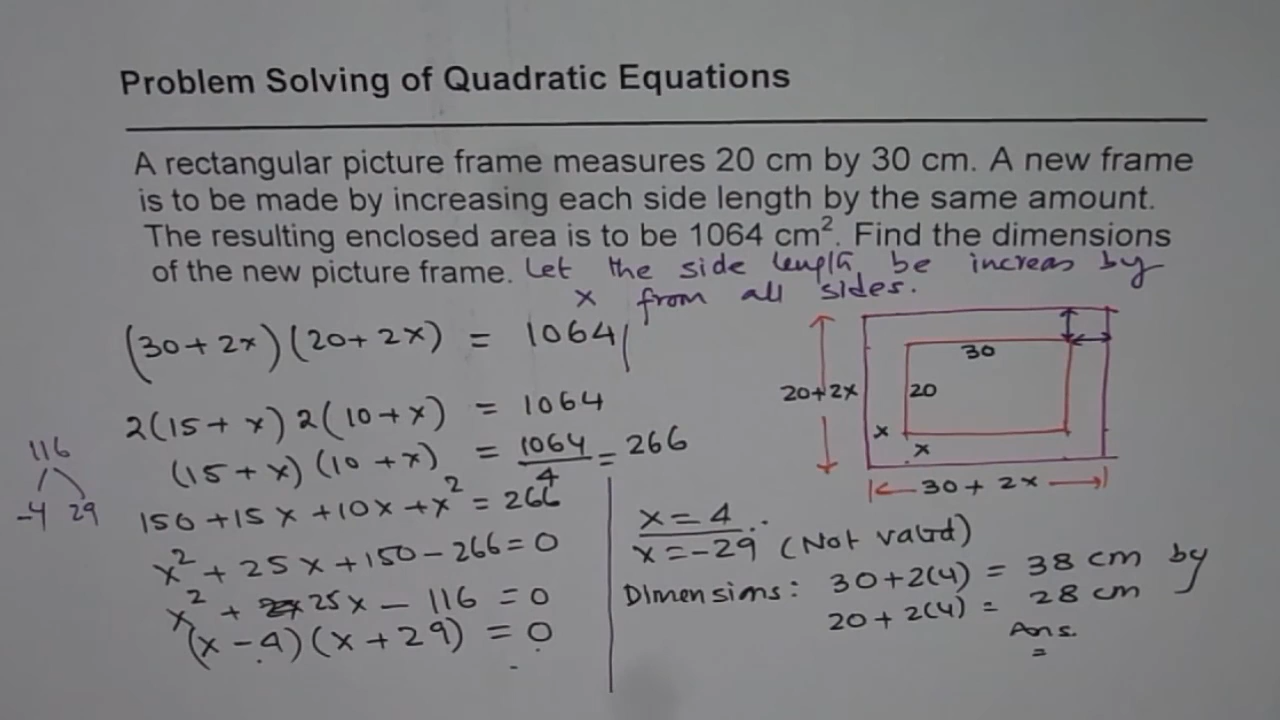 Problem Solving of Quadratic Equations
A rectangular picture frame measures 20 cm by 30 cm. A new frame
is to be made by increasing each side length by the same amount.
The resulting enclosed area is to be 1064 cm². Find the dimensions
of the new picture frame. Let the side length be increas by
x from all sides.
(30 + 2x)(20 + 2x) = 1064
2(15 + x) 2(10 + x) = 1064
(15 + x)(10 + x) = 1064/4 = 266
150 + 15x + 10x + x² = 266
x² + 25x + 150 - 266 = 0
x² + 25x - 116 = 0
(x - 4)(x + 29) = 0
116
-4 29
30
20+2x 20
x
x
30 + 2x
x = 4
x = -29 (Not valid)
Dimensions: 30+2(4) = 38 cm by
20+2(4) = 28 cm
Ans.